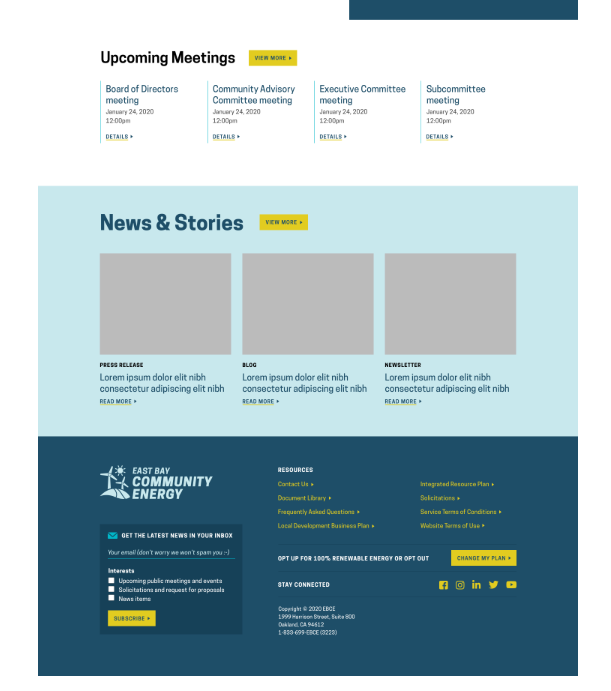 Upcoming Meetings
VIEW MORE
Board of Directors
meeting
January 24, 2020
12:00pm
DETAILS
Community Advisory
Committee meeting
January 24, 2020
12:00pm
DETAILS
Executive Committee
meeting
January 24, 2020
12:00pm
DETAILS
Subcommittee
meeting
January 24, 2020
12:00pm
DETAILS
News & Stories
VIEW MORE
PRESS RELEASE
Lorem ipsum dolor elit nibh
consectetur adipiscing elit nibh
READ MORE
BLOG
Lorem ipsum dolor elit nibh
consectetur adipiscing elit nibh
READ MORE
NEWSLETTER
Lorem ipsum dolor elit nibh
consectetur adipiscing elit nibh
READ MORE
EAST BAY
COMMUNITY
ENERGY
GET THE LATEST NEWS IN YOUR INBOX
Your email (don't worry we won't spam you :-)
Interests
Upcoming public meetings and events
Solicitations and request for proposals
News items
SUBSCRIBE
RESOURCES
Contact Us
Document Library
Frequently Asked Questions
Local Development Business Plan
Integrated Resource Plan
Solicitations
Service Terms of Conditions
Website Terms of Use
OPT UP FOR 100% RENEWABLE ENERGY OR OPT OUT
CHANGE MY PLAN
STAY CONNECTED
Copyright © 2020 EBCE
1999 Harrison Street, Suite 800
Oakland, CA 94612
1-833-699-EBCE (3223)